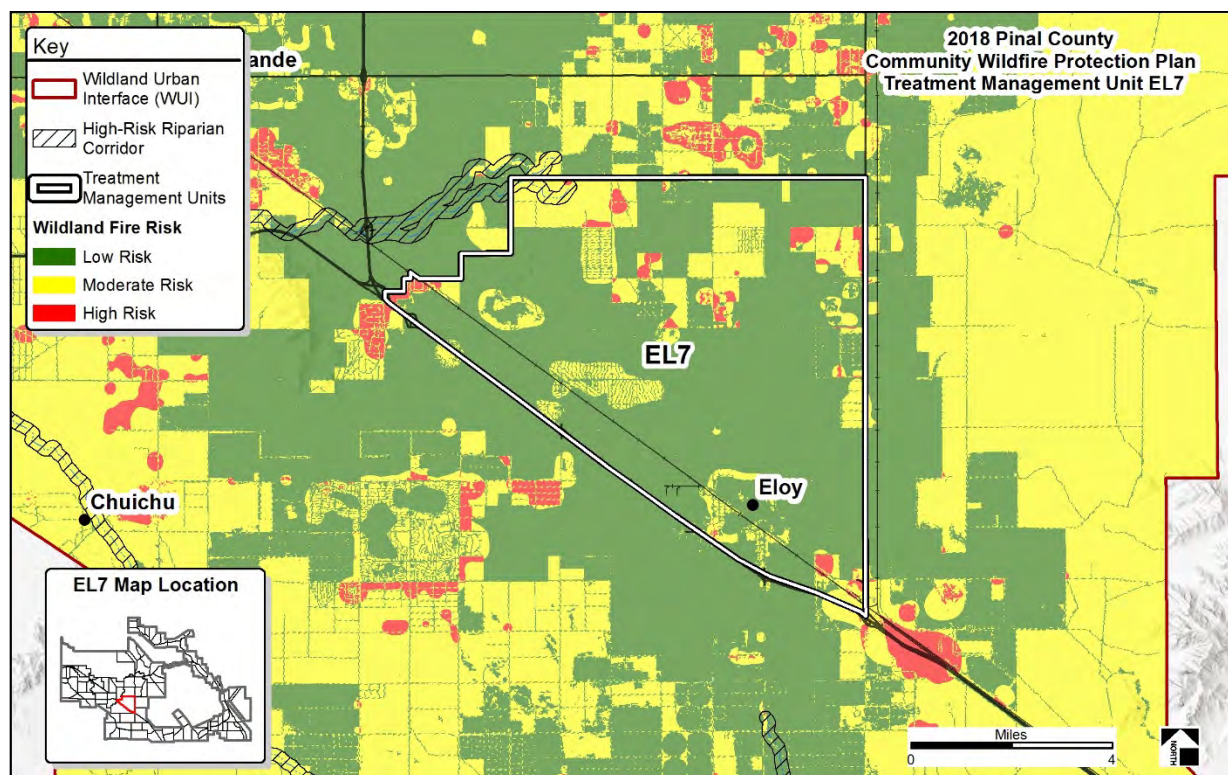 Key
Wildland Urban
Interface (WUI)
High-Risk Riparian
Corridor
Treatment
Management Units
Wildland Fire Risk
Low Risk
Moderate Risk
High Risk
ande
2018 Pinal County
Community Wildfire Protection Plan
Treatment Management Unit EL7
EL7
Eloy
Chuichu
EL7 Map Location
Miles
0
4
NORTH